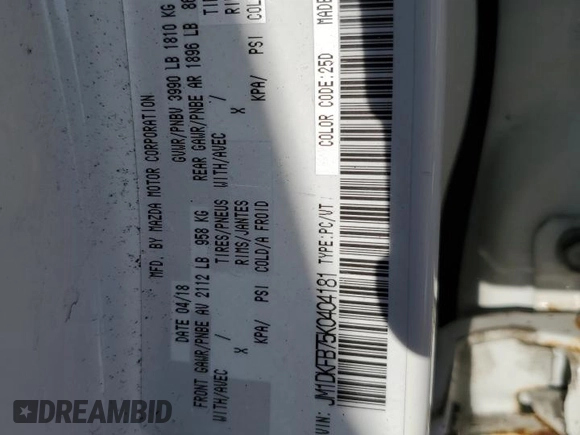 MFD. BY MAZDA MOTOR CORPORATION
DATE 04/18 GVWR/PNBV 3990 LB 1810 KG
FRONT GAWR/PNBE AV 2112 LB 958 KG REAR GAWR/PNBE AR 1896 LB
WITH/AVEC TIRES/PNEUS WITH/AVEC
X RIMS/JANTES X
KPA/ PSI COLD/A FROID KPA/ PSI
VIN: JM1DKFB75K0404181 TYPE:PC/VT COLOR CODE:25D MADE
DREAMBID